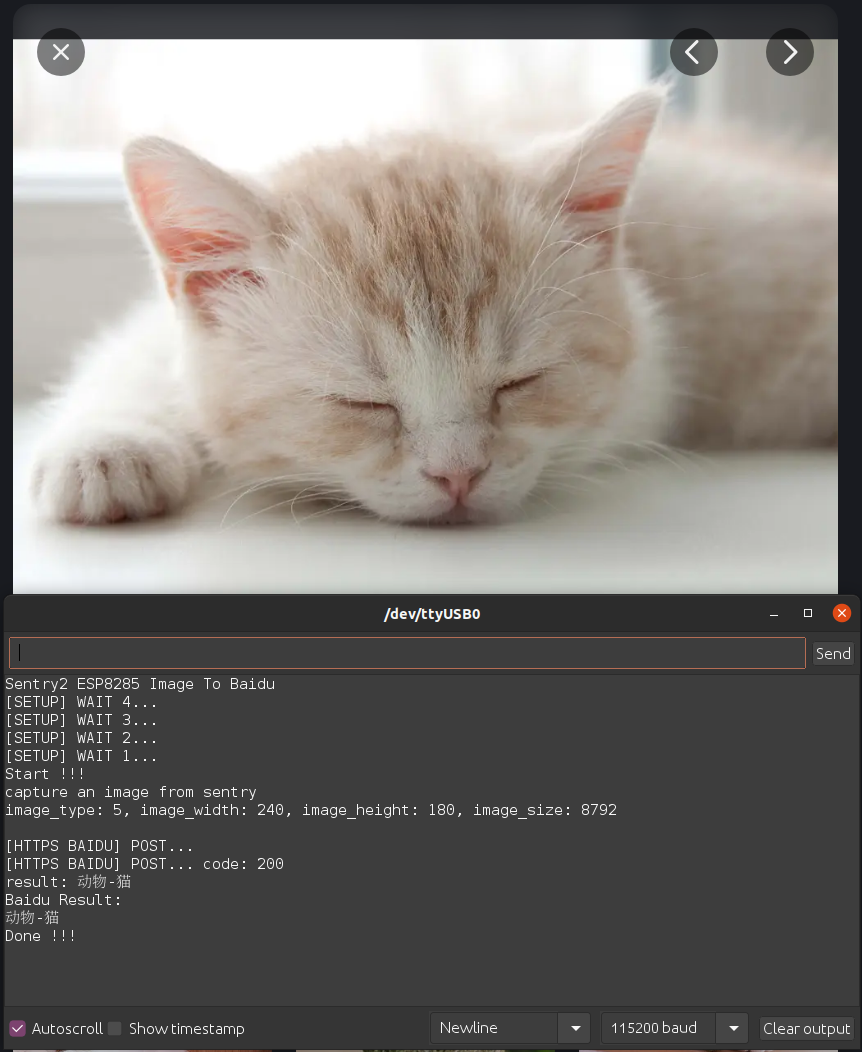 /dev/ttyUSB0
Send
Sentry2 ESP8285 Image To Baidu
[SETUP] WAIT 4...
[SETUP] WAIT 3...
[SETUP] WAIT 2...
[SETUP] WAIT 1...
Start !!!
capture an image from sentry
image_type: 5, image_width: 240, image_height: 180, image_size: 8792
[HTTPS BAIDU] POST...
[HTTPS BAIDU] POST... code: 200
result: 动物-猫
Baidu Result:
动物-猫
Done !!!
Autoscroll Show timestamp Newline 115200 baud Clear output